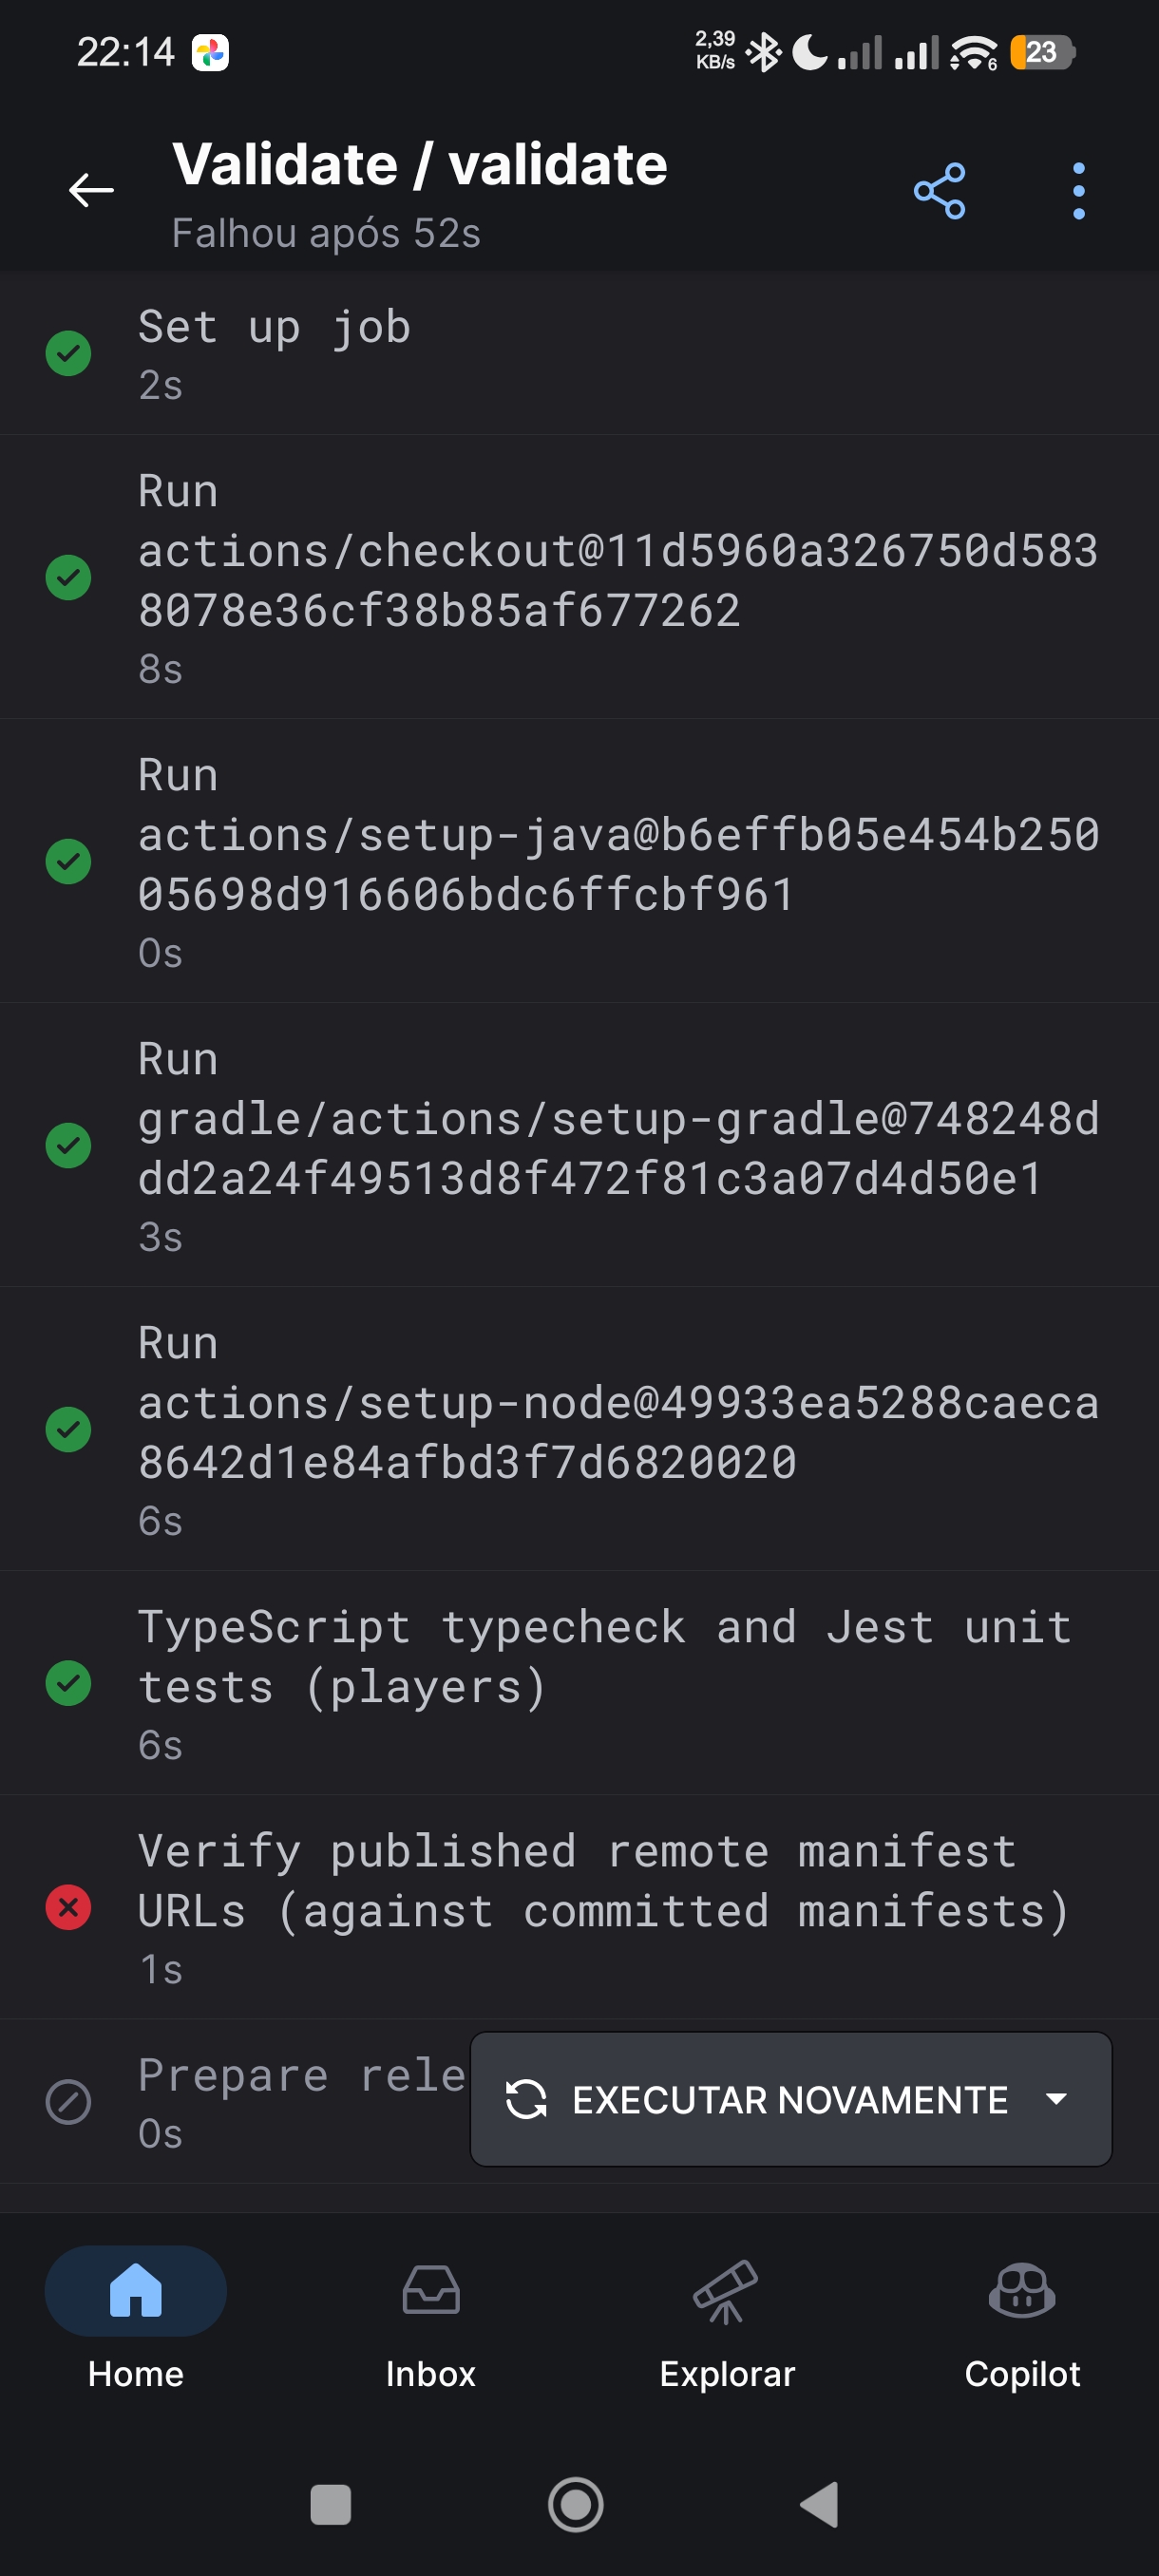 22:14
2,39
KB/s
6
23
Validate / validate
Falhou após 52s
Set up job
2s
Run
actions/checkout@11d5960a326750d583
8078e36cf38b85af677262
8s
Run
actions/setup-java@b6effb05e454b250
05698d916606bdc6ffcbf961
0s
Run
gradle/actions/setup-gradle@748248d
dd2a24f49513d8f472f81c3a07d4d50e1
3s
Run
actions/setup-node@49933ea5288caeca
8642d1e84afbd3f7d6820020
6s
TypeScript typecheck and Jest unit
tests (players)
6s
Verify published remote manifest
URLs (against committed manifests)
1s
Prepare rele
0s
EXECUTAR NOVAMENTE
Home
Inbox
Explorar
Copilot